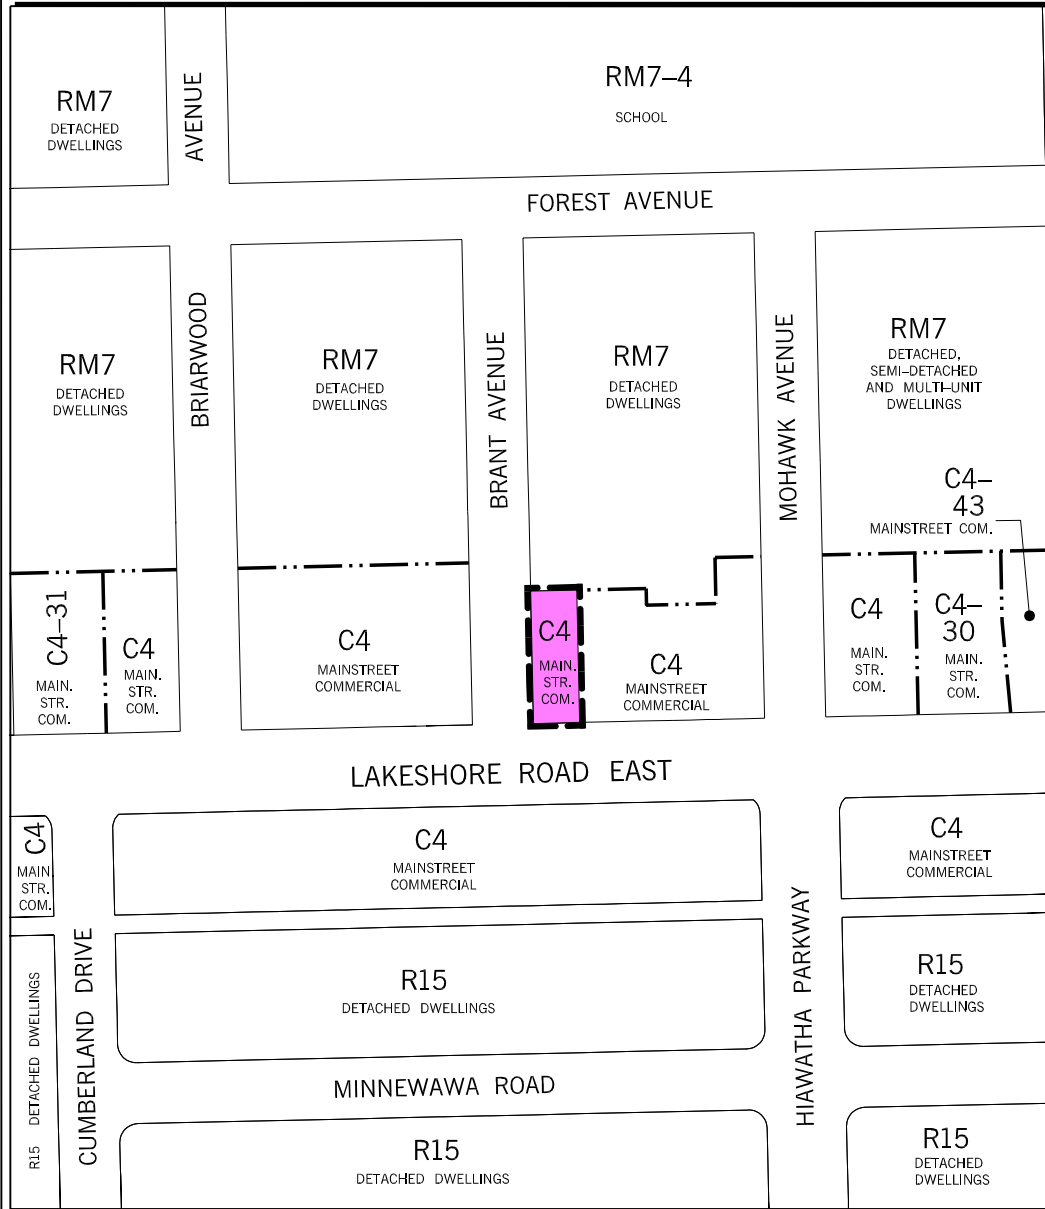 RM7
DETACHED
DWELLINGS
AVENUE
RM7–4
SCHOOL
FOREST AVENUE
RM7
DETACHED
DWELLINGS
BRIARWOOD
RM7
DETACHED
DWELLINGS
BRANT AVENUE
RM7
DETACHED
DWELLINGS
MOHAWK AVENUE
RM7
DETACHED,
SEMI–DETACHED
AND MULTI–UNIT
DWELLINGS
C4–
43
MAINSTREET COM.
C4–31
MAIN.
STR.
COM.
C4
MAIN.
STR.
COM.
C4
MAINSTREET
COMMERCIAL
C4
MAIN.
STR.
COM.
C4
MAINSTREET
COMMERCIAL
C4
MAIN.
STR.
COM.
C4–
30
MAIN.
STR.
COM.
LAKESHORE ROAD EAST
C4
MAIN.
STR.
COM.
C4
MAINSTREET
COMMERCIAL
C4
MAINSTREET
COMMERCIAL
R15 DETACHED DWELLINGS
CUMBERLAND DRIVE
R15
DETACHED DWELLINGS
HIAWATHA PARKWAY
R15
DETACHED
DWELLINGS
MINNEWAWA ROAD
R15
DETACHED DWELLINGS
R15
DETACHED
DWELLINGS